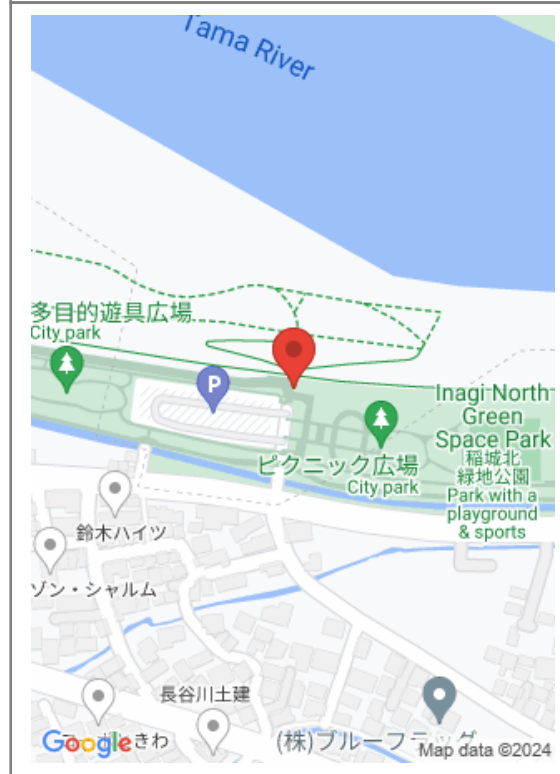 Tama River
多目的遊具広場
City park
P
Inagi North
Green
Space Park
稲城北
緑地公園
Park with a
playground
& sports
ピクニック広場
City park
鈴木ハイツ
ゾン・シャルム
長谷川土建
きわ
(株)ブルーフラッグ
Google
Map data ©2024